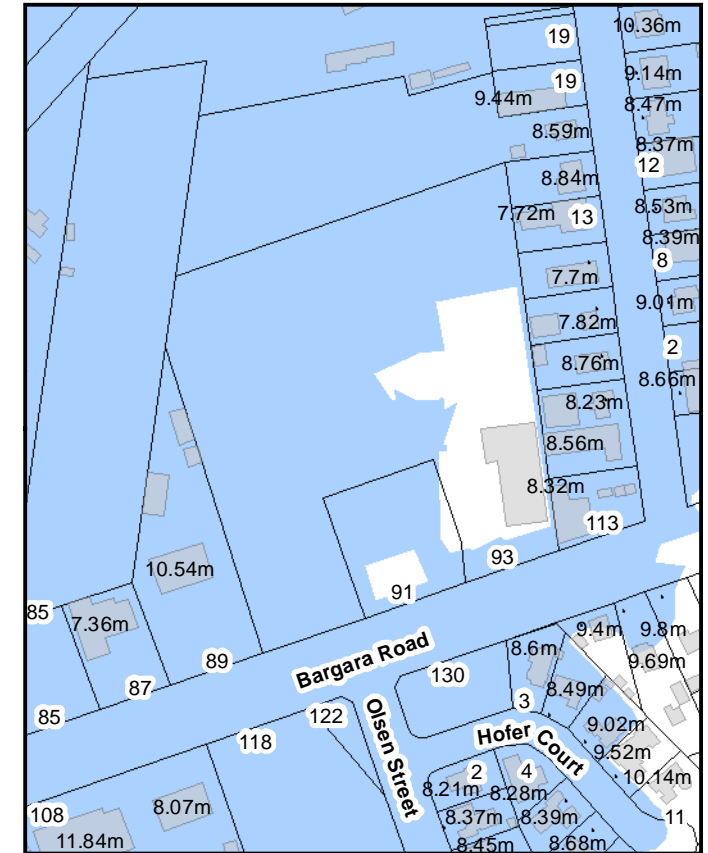 19
10.36m
19
9.14m
9.44m
8.47m
8.59m
8.37m
12
8.84m
7.72m
13
8.53m
8.39m
8
7.7m
9.01m
7.82m
2
8.76m
8.66m
8.23m
8.56m
8.32m
113
93
10.54m
91
85
7.36m
89
87
85
Bargara Road
130
8.6m
9.4m
9.8m
9.69m
8.49m
3
122
118
Olsen Street
Hofer Court
9.02m
9.52m
10.14m
2
4
8.21m
8.28m
8.07m
108
11.84m
8.37m
8.39m
11
8.45m
8.68m